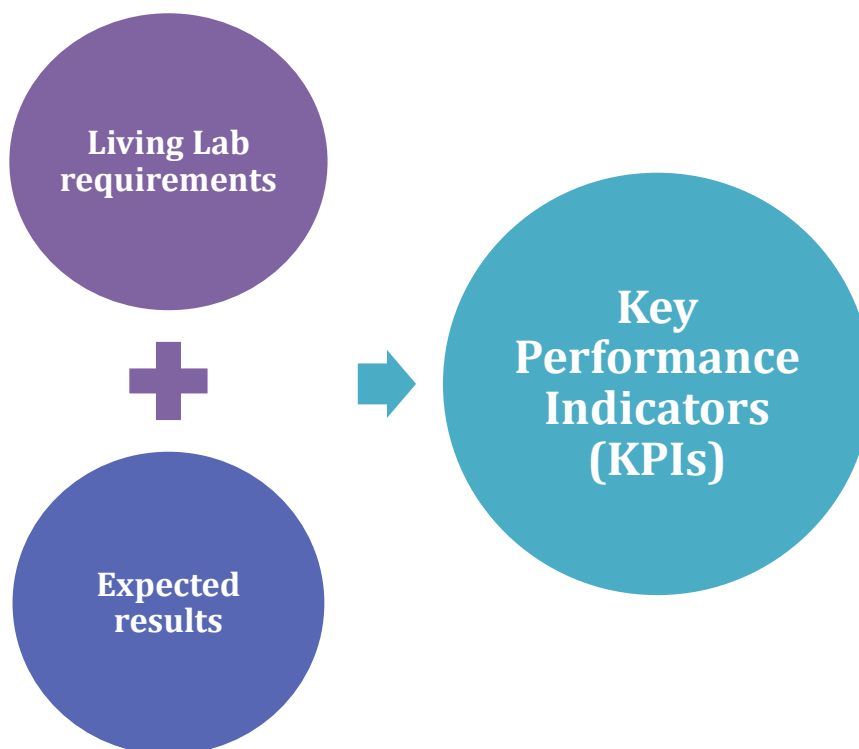 Living Lab
requirements
Expected
results
Key
Performance
Indicators
(KPIs)